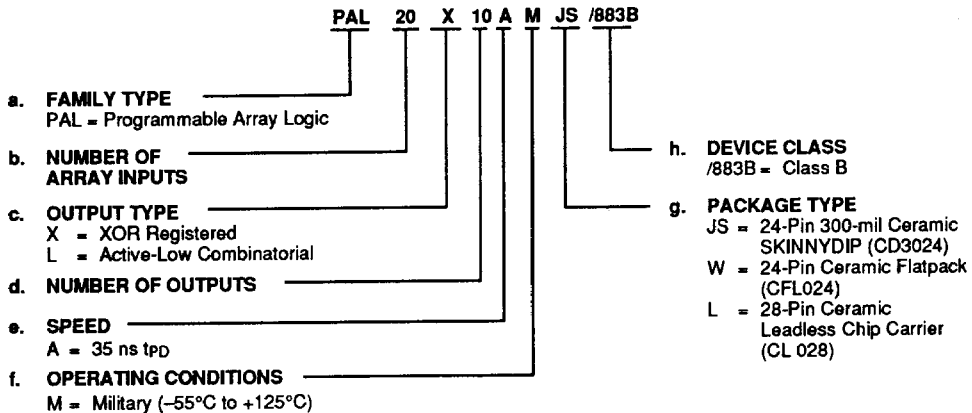 PAL 20 X 10 A M JS /883B
a. FAMILY TYPE
PAL = Programmable Array Logic
b. NUMBER OF
ARRAY INPUTS
c. OUTPUT TYPE
X = XOR Registered
L = Active-Low Combinatorial
d. NUMBER OF OUTPUTS
e. SPEED
A = 35 ns tPD
f. OPERATING CONDITIONS
M = Military (–55°C to +125°C)
h. DEVICE CLASS
/883B = Class B
g. PACKAGE TYPE
JS = 24-Pin 300-mil Ceramic
SKINNYDIP (CD3024)
W = 24-Pin Ceramic Flatpack
(CFL024)
L = 28-Pin Ceramic
Leadless Chip Carrier
(CL 028)